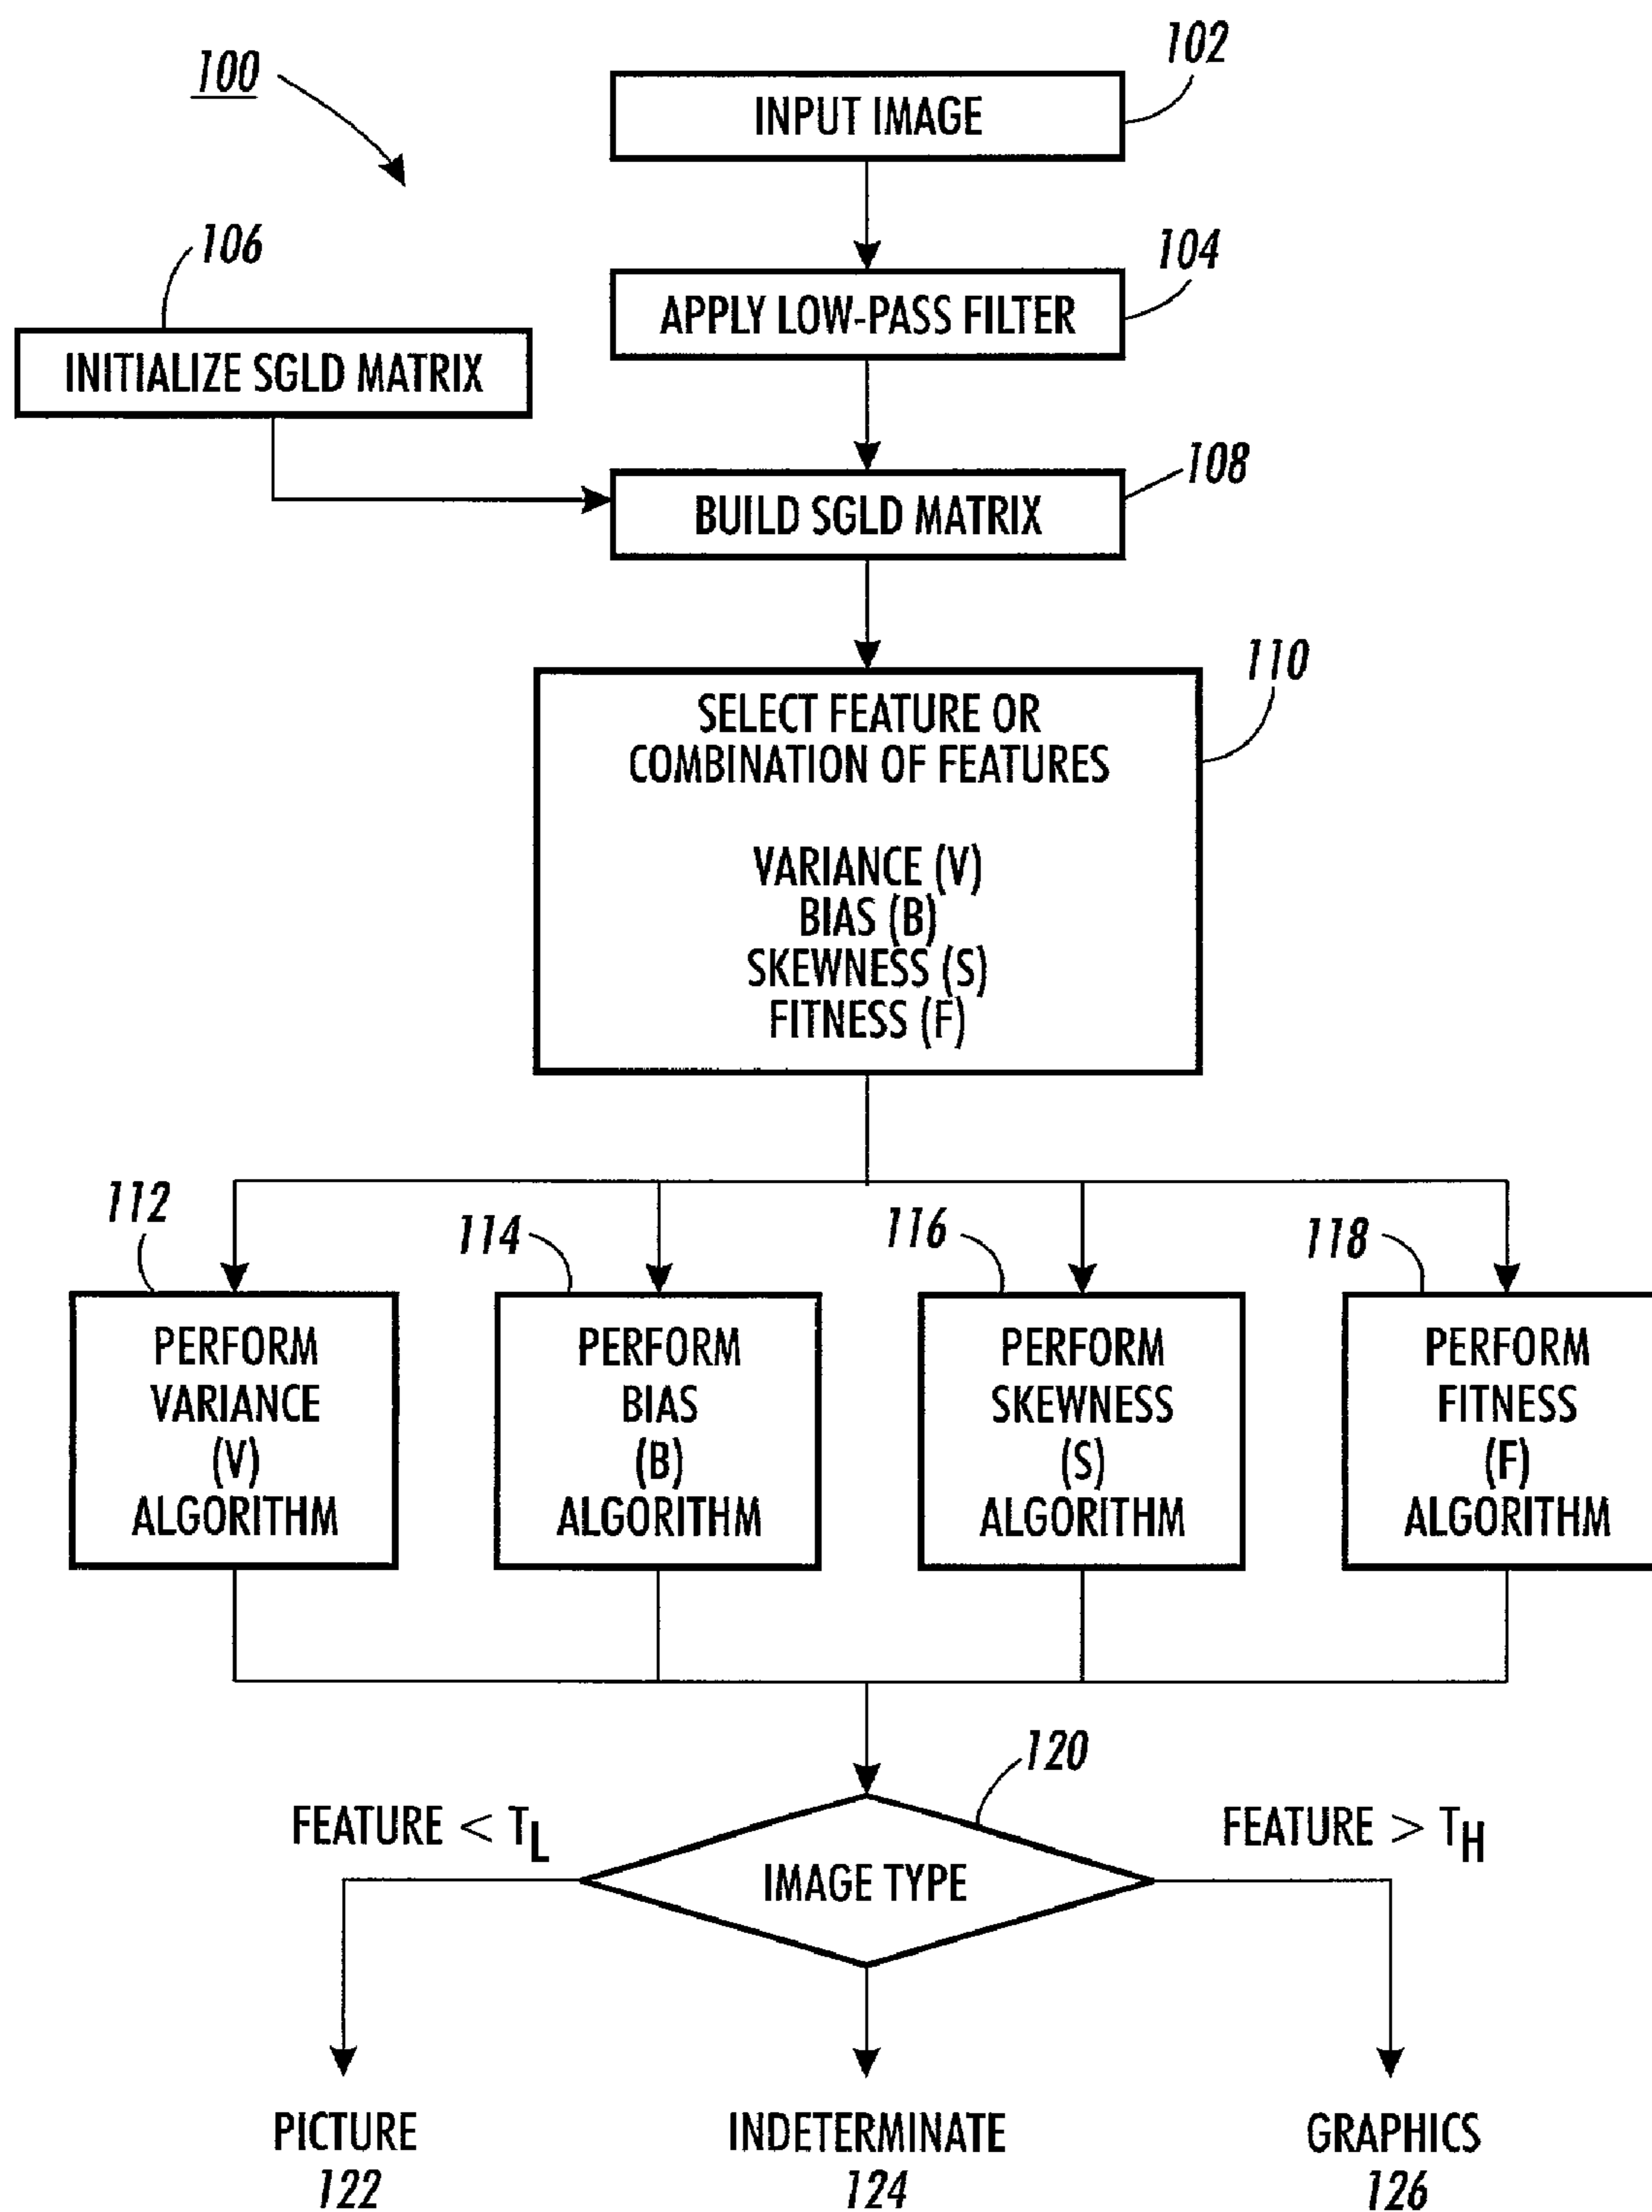 100
102
INPUT IMAGE
104
APPLY LOW-PASS FILTER
106
INITIALIZE SGLD MATRIX
108
BUILD SGLD MATRIX
110
SELECT FEATURE OR
COMBINATION OF FEATURES
VARIANCE (V)
BIAS (B)
SKEWNESS (S)
FITNESS (F)
112
PERFORM
VARIANCE
(V)
ALGORITHM
114
PERFORM
BIAS
(B)
ALGORITHM
116
PERFORM
SKEWNESS
(S)
ALGORITHM
118
PERFORM
FITNESS
(F)
ALGORITHM
120
FEATURE < TL
IMAGE TYPE
FEATURE > TH
PICTURE
122
INDETERMINATE
124
GRAPHICS
126